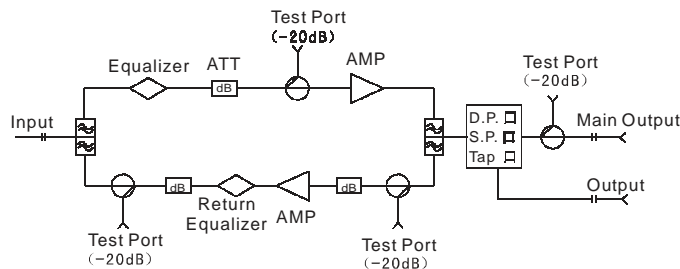 Test Port
(-20dB)
Equalizer
ATT
AMP
dB
Test Port
(-20dB)
Input
D.P.
S.P.
Tap
Main Output
Output
dB
Return
Equalizer
AMP
dB
Test Port
(-20dB)
Test Port
(-20dB)